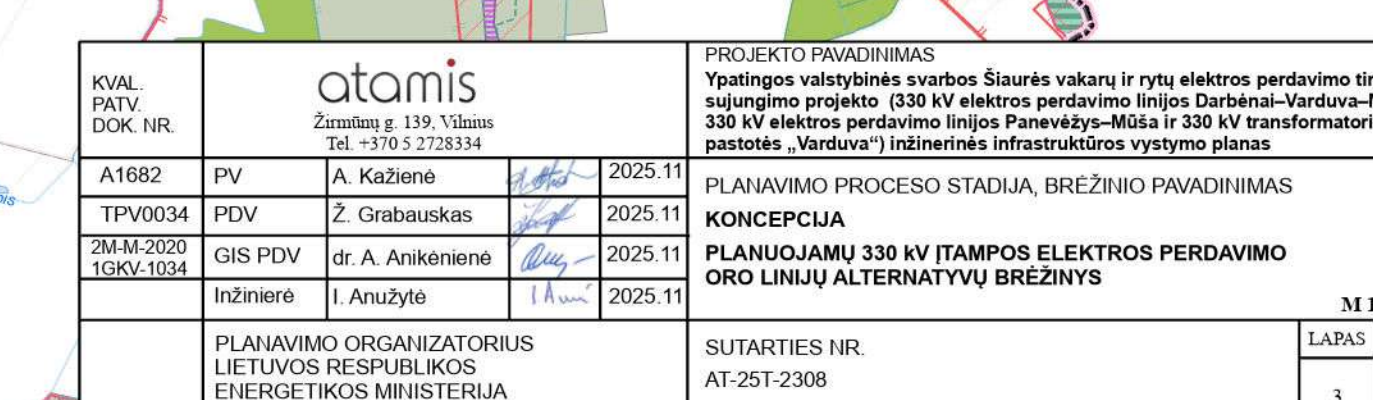 KVAL.
PATV.
DOK. NR.
atamis
Žirmūnų g. 139, Vilnius
Tel. +370 5 2728334
PROJEKTO PAVADINIMAS
Ypatingos valstybinės svarbos Šiaurės vakarų ir rytų elektros perdavimo
sujungimo projekto (330 kV elektros perdavimo linijos Darbėnai–Varduva–
330 kV elektros perdavimo linijos Panevėžys–Mūša ir 330 kV
pastotės „Varduva“) inžinerinės infrastruktūros vystymo planas
A1682 PV A. Kažienė 2025.11
TPV0034 PDV Ž. Grabauskas 2025.11
2M-M-2020
1GKV-1034 GIS PDV dr. A. Anikėnienė 2025.11
Inžinierė I. Anužytė 2025.11
PLANAVIMO PROCESO STADIJA, BRĖŽINIO PAVADINIMAS
KONCEPCIJA
PLANUOJAMŲ 330 kV ĮTAMPOS ELEKTROS PERDAVIMO
ORO LINIJŲ ALTERNATYVŲ BRĖŽINYS
M
PLANAVIMO ORGANIZATORIUS
LIETUVOS RESPUBLIKOS
ENERGETIKOS MINISTERIJA
SUTARTIES NR.
AT-25T-2308
LAPAS
3